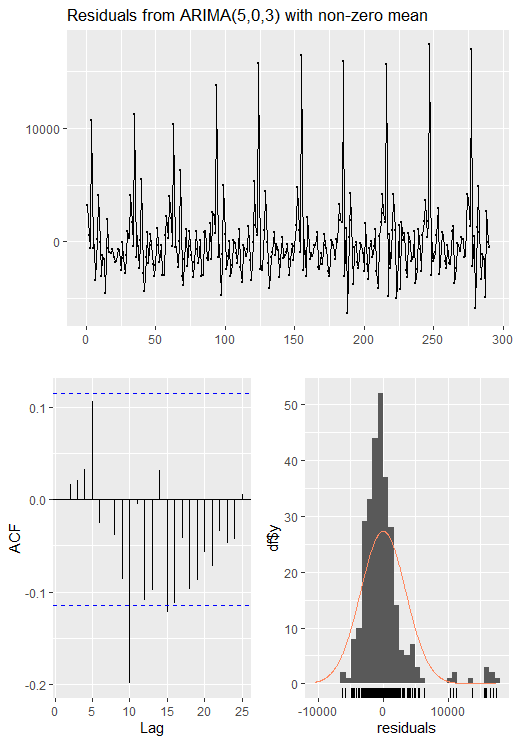 Residuals from ARIMA(5,0,3) with non-zero mean
10000
0
0 50 100 150 200 250 300
ACF
0.1
0.0
-0.1
-0.2
0 5 10 15 20 25
Lag
df$y
50
40
30
20
10
0
-10000 0 10000
residuals